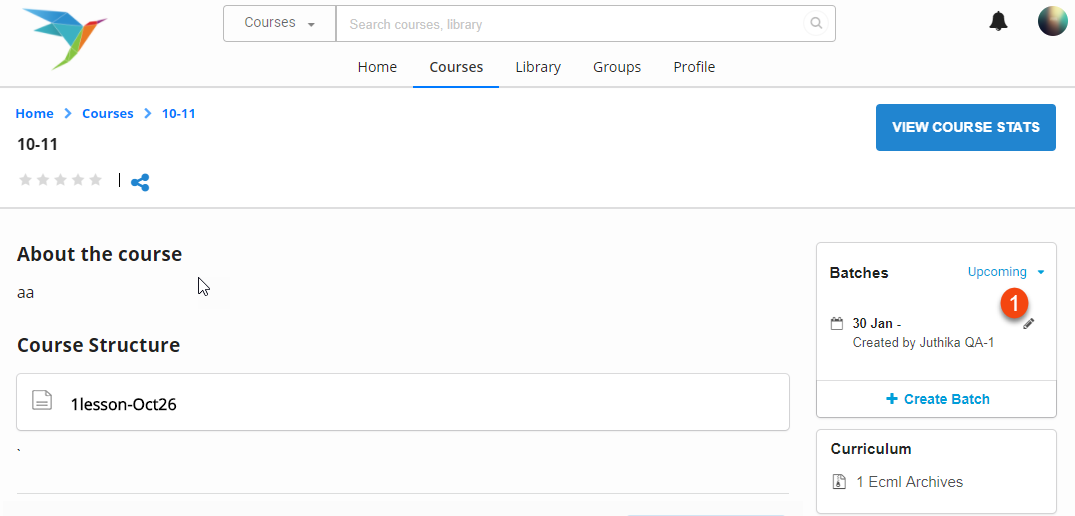 Courses
Search courses, library
Home Courses Library Groups Profile
Home Courses 10-11
10-11
VIEW COURSE STATS
About the course
aa
Course Structure
1lesson-Oct26
`
Batches Upcoming
1
30 Jan -
Created by Juthika QA-1
+ Create Batch
Curriculum
1 Ecml Archives